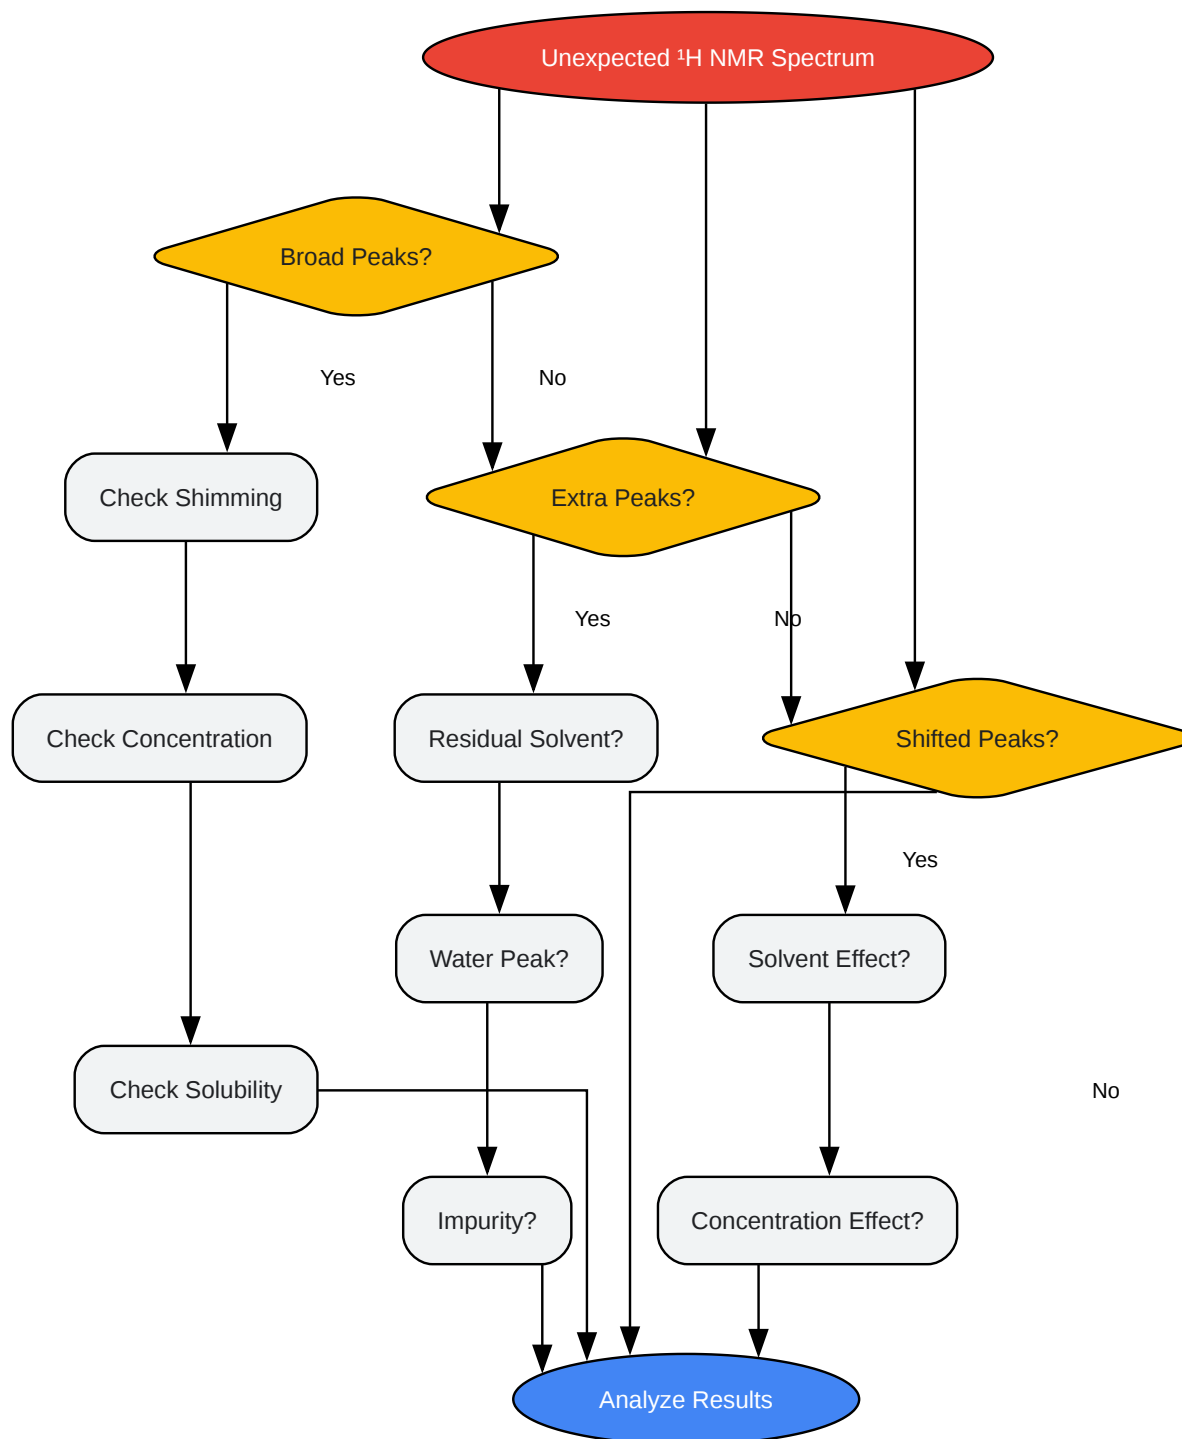 Unexpected ¹H NMR Spectrum
Broad Peaks?
Yes
No
Check Shimming
Extra Peaks?
Yes
No
Check Concentration
Residual Solvent?
Shifted Peaks?
Yes
Water Peak?
Solvent Effect?
Check Solubility
No
Impurity?
Concentration Effect?
Analyze Results